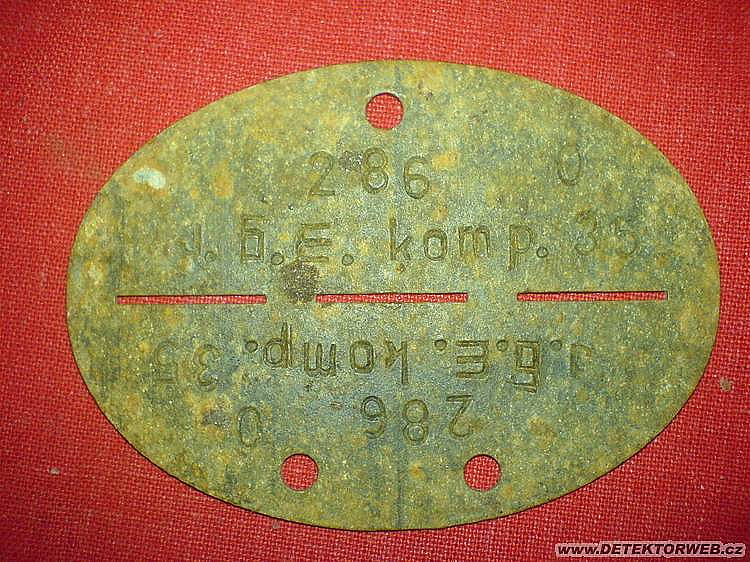 286 0
J.G.E. komp. 35
J.G.E. komp. 35
286 0
www.DETEKTORWEB.cz